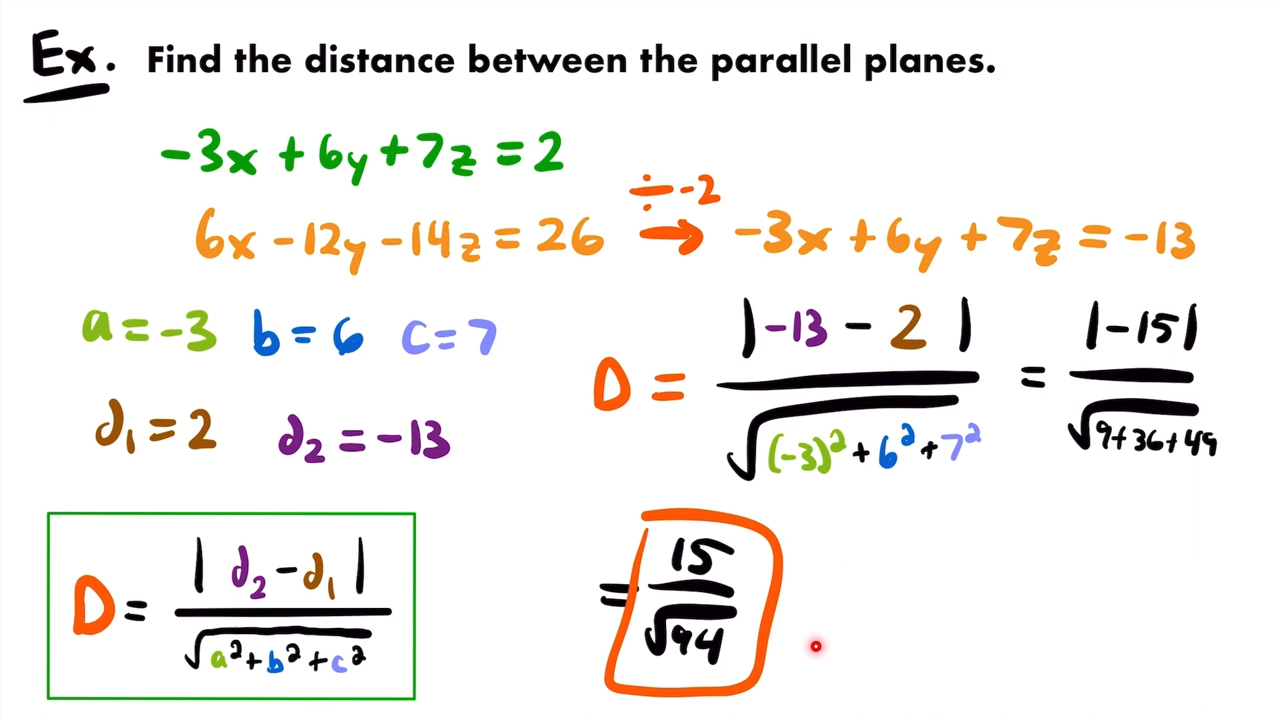 Ex. Find the distance between the parallel planes.
-3x + 6y + 7z = 2
6x - 12y - 14z = 26 ÷ -2 → -3x + 6y + 7z = -13
a = -3 b = 6 c = 7
d₁ = 2 d₂ = -13
D = |-13 - 2| / √((-3)² + 6² + 7²) = |-15| / √(9 + 36 + 49)
D = |d₂ - d₁| / √(a² + b² + c²)
= 15 / √94